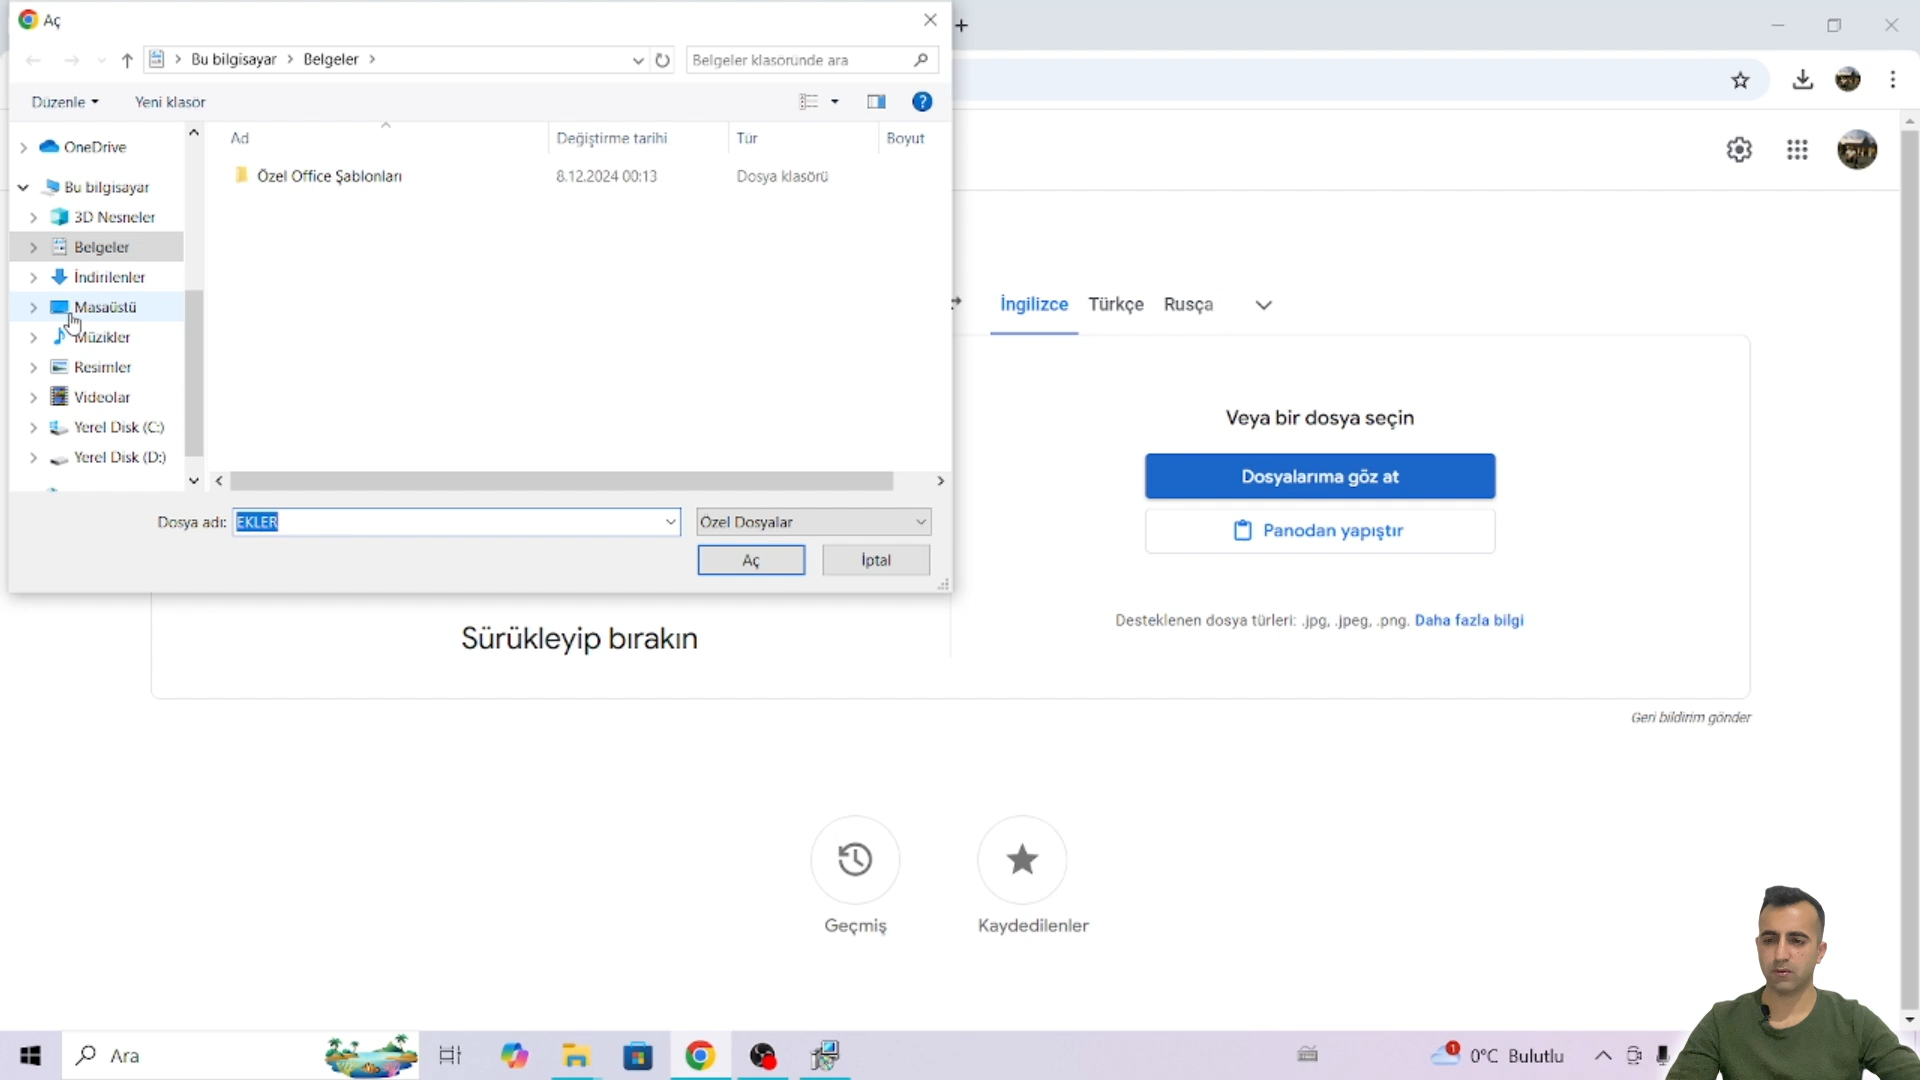 Aç
Bu bilgisayar > Belgeler >
Belgeler klasöründe ara
Düzenle
Yeni klasör
OneDrive
Bu bilgisayar
3D Nesneler
Belgeler
İndirilenler
Masaüstü
Müzikler
Resimler
Videolar
Yerel Disk (C:)
Yerel Disk (D:)
Ad
Değiştirme tarihi
Tür
Boyut
Özel Office Şablonları
8.12.2024 00:13
Dosya klasörü
Dosya adı:
EKLER
Özel Dosyalar
Aç
İptal
İngilizce
Türkçe
Rusça
Sürükleyip bırakın
Veya bir dosya seçin
Dosyalarıma göz at
Panodan yapıştır
Desteklenen dosya türleri: .jpg, .jpeg, .png. Daha fazla bilgi
Geri bildirim gönder
Geçmiş
Kaydedilenler
Ara
1
0°C Bulutlu